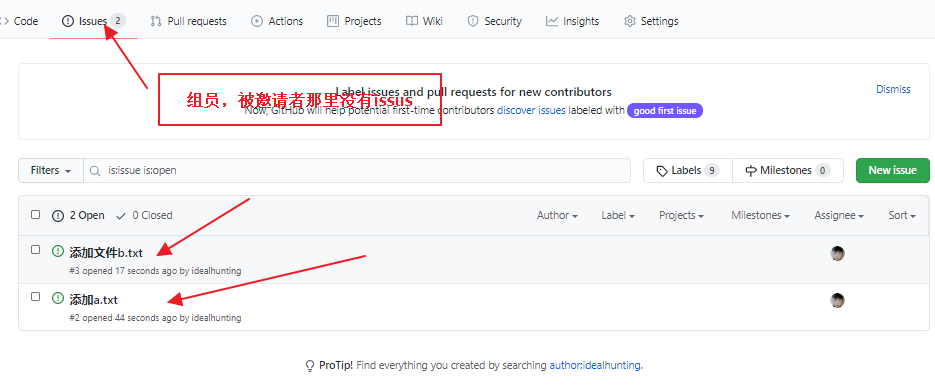 Code Issues 2 Pull requests Actions Projects Wiki Security Insights Settings
Label issues and pull requests for new contributors
Dismiss
组员，被邀请者那里没有issus
Now, GitHub will help potential first-time contributors discover issues labeled with good first issue
Filters is:issue is:open Labels 9 Milestones 0 New issue
2 Open 0 Closed Author Label Projects Milestones Assignee Sort
添加文件b.txt
#3 opened 17 seconds ago by idealhunting
添加a.txt
#2 opened 44 seconds ago by idealhunting
ProTip! Find everything you created by searching author:idealhunting.